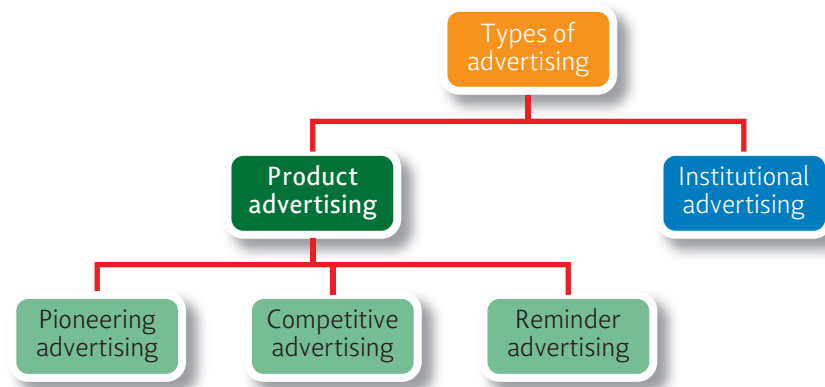 Types of
advertising
Product
advertising
Institutional
advertising
Pioneering
advertising
Competitive
advertising
Reminder
advertising